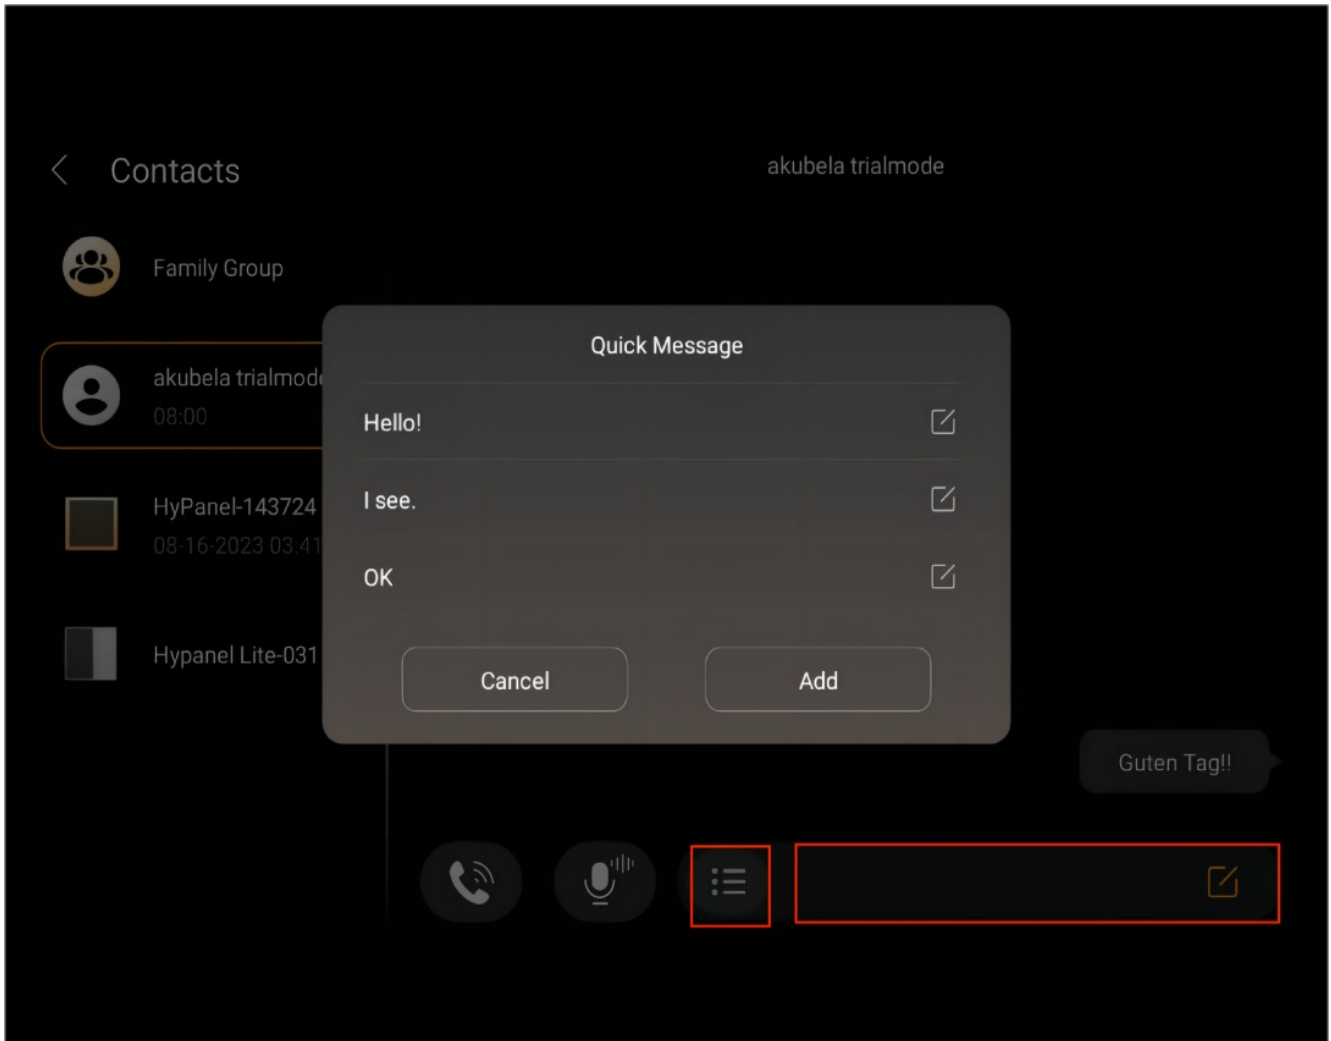 Contacts
akubela trialmode
Family Group
akubela trialmode
08:00
HyPanel-143724
08-16-2023 03:41
Hypanel Lite-031
Quick Message
Hello!
I see.
OK
Cancel
Add
Guten Tag!!